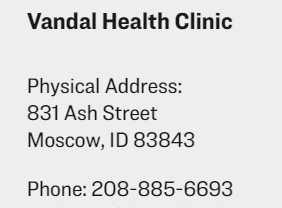 Vandal Health Clinic
Physical Address:
831 Ash Street
Moscow, ID 83843
Phone: 208-885-6693